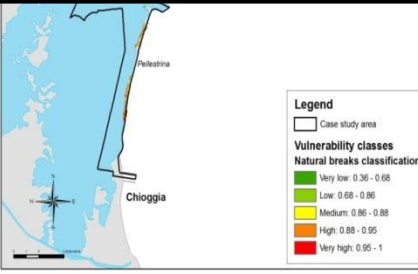 Pellestrina
Chioggia
N
W
E
S
Legend
Case study area
Vulnerability classes
Natural breaks classification
Very low: 0.36 - 0.68
Low: 0.68 - 0.86
Medium: 0.86 - 0.88
High: 0.88 - 0.95
Very high: 0.95 - 1